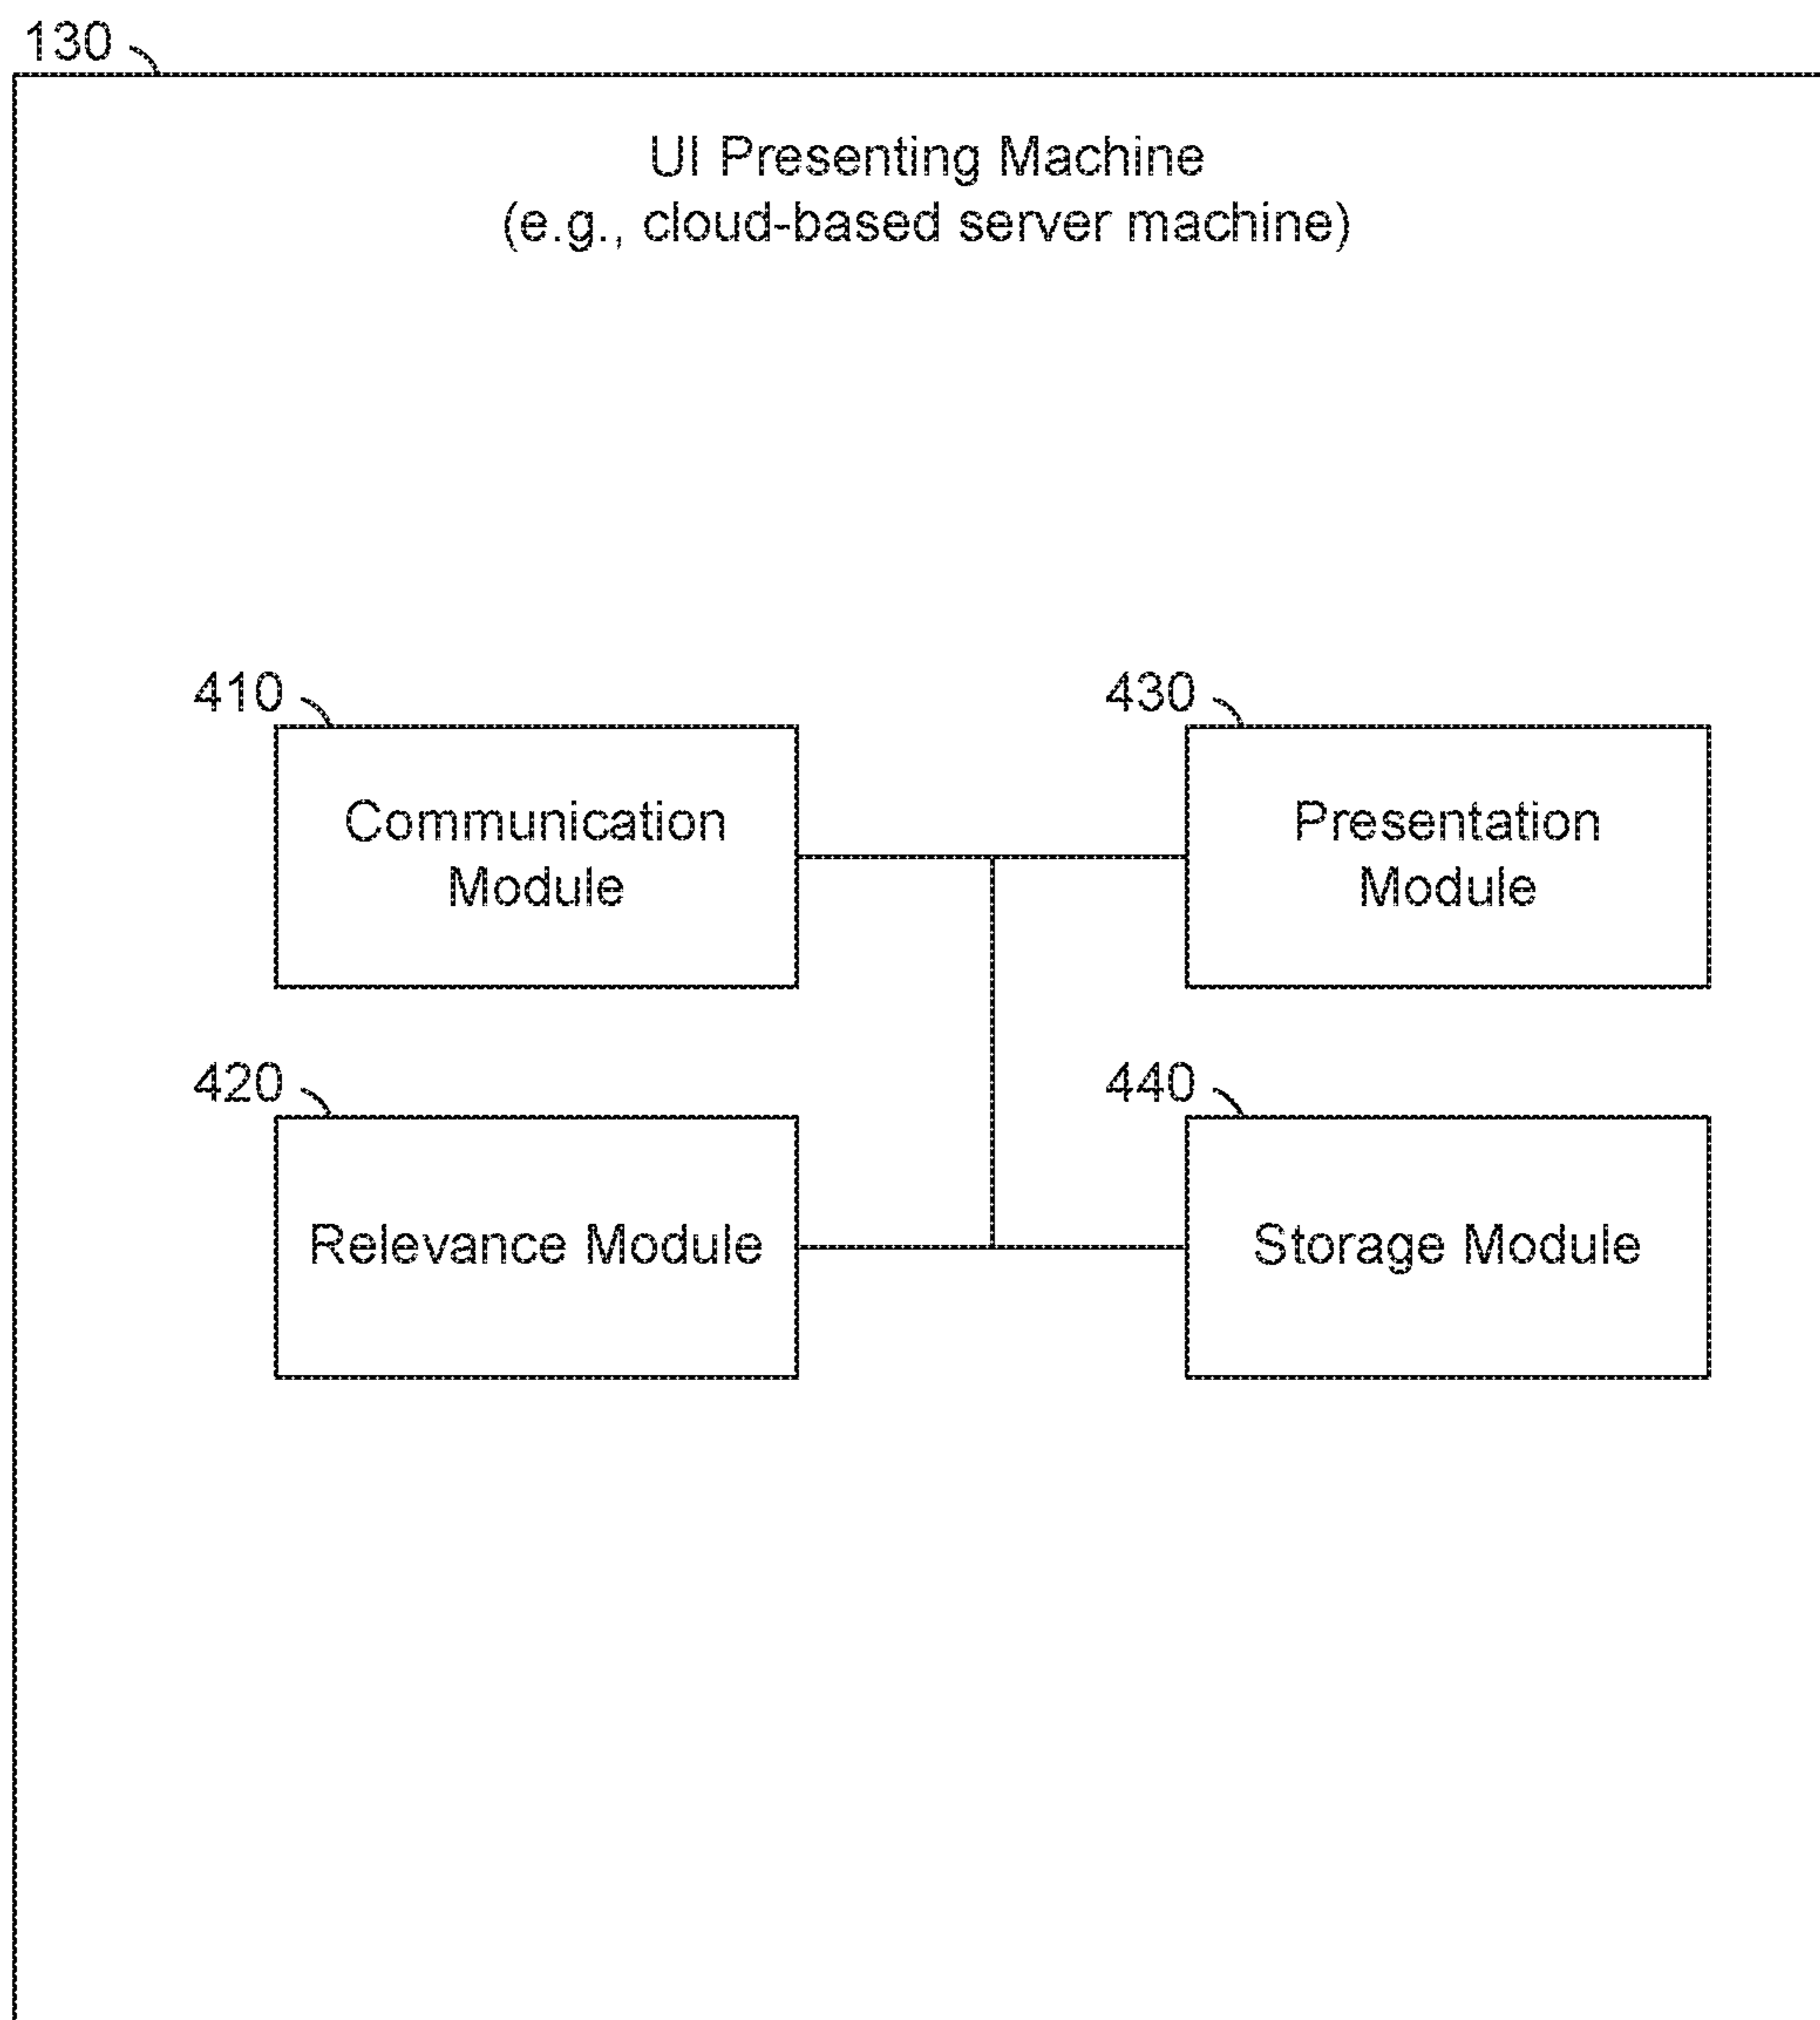 130
UI Presenting Machine
(e.g., cloud-based server machine)
410
Communication
Module
430
Presentation
Module
420
Relevance Module
440
Storage Module